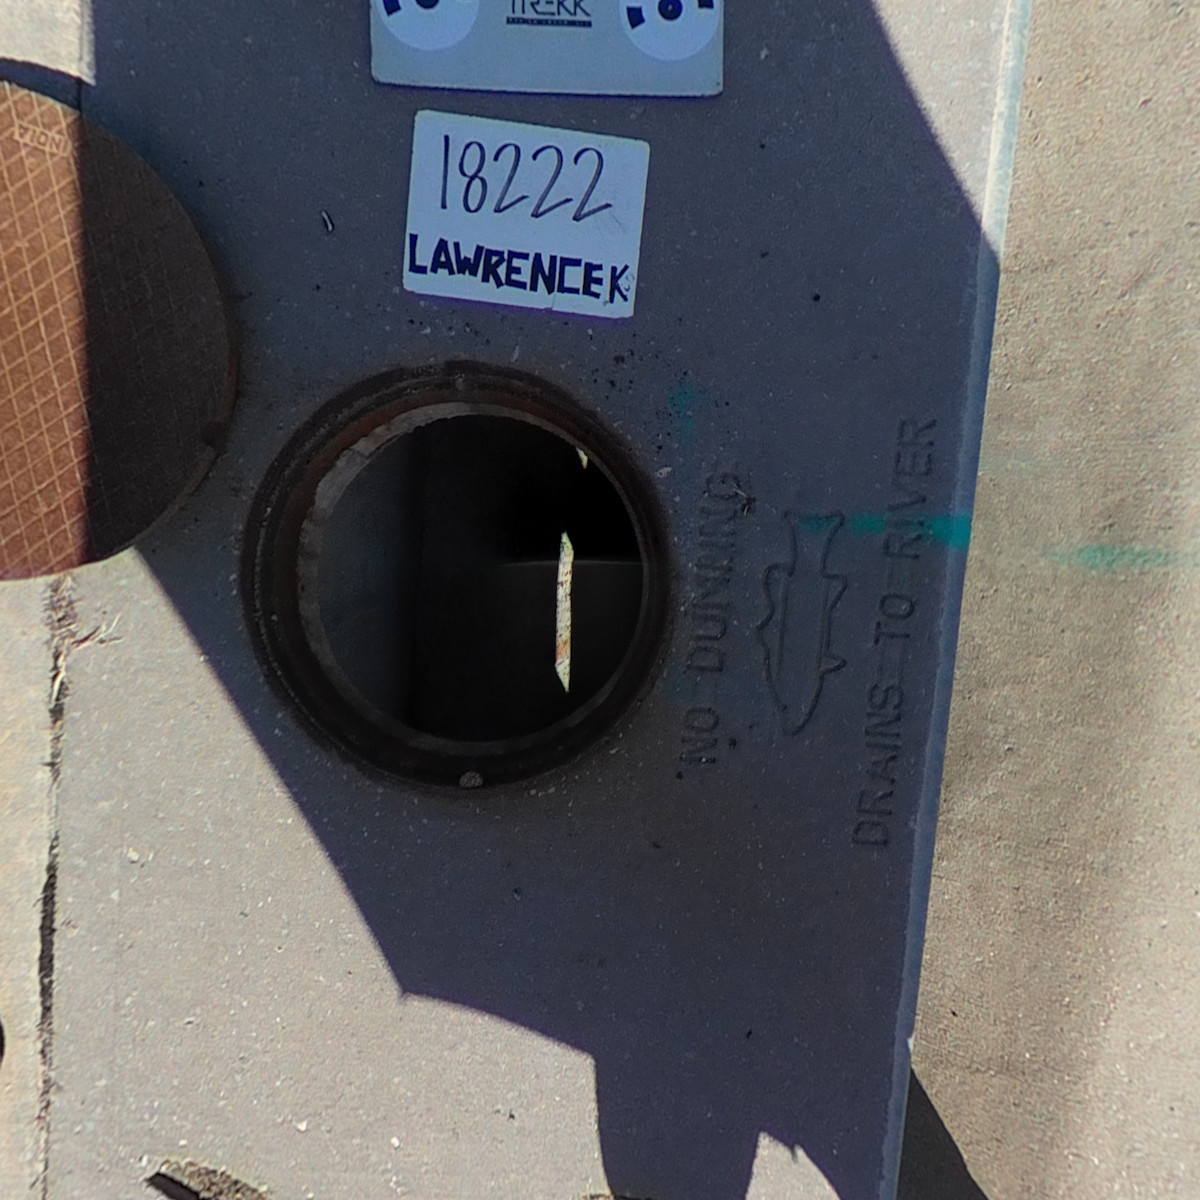 TREKK
18222
LAWRENCE K
NO DUMPING
DRAINS TO RIVER